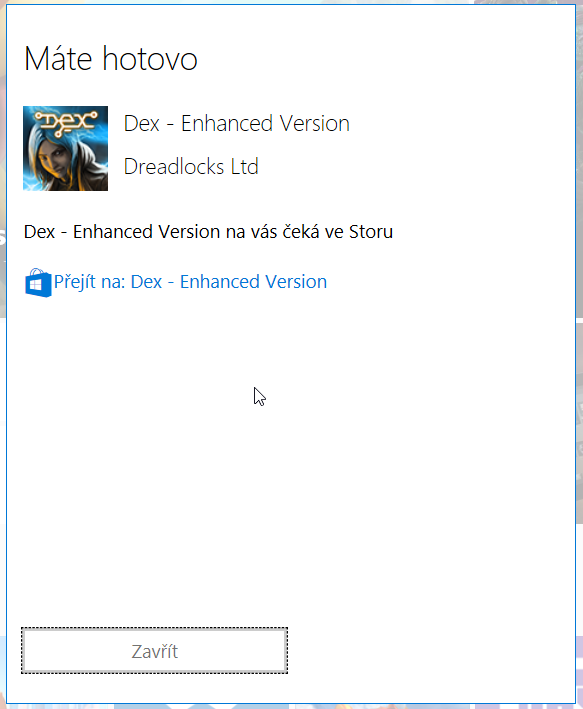 Máte hotovo
DEX
Dex - Enhanced Version
Dreadlocks Ltd
Dex - Enhanced Version na vás čeká ve Storu
Přejít na: Dex - Enhanced Version
Zavřít